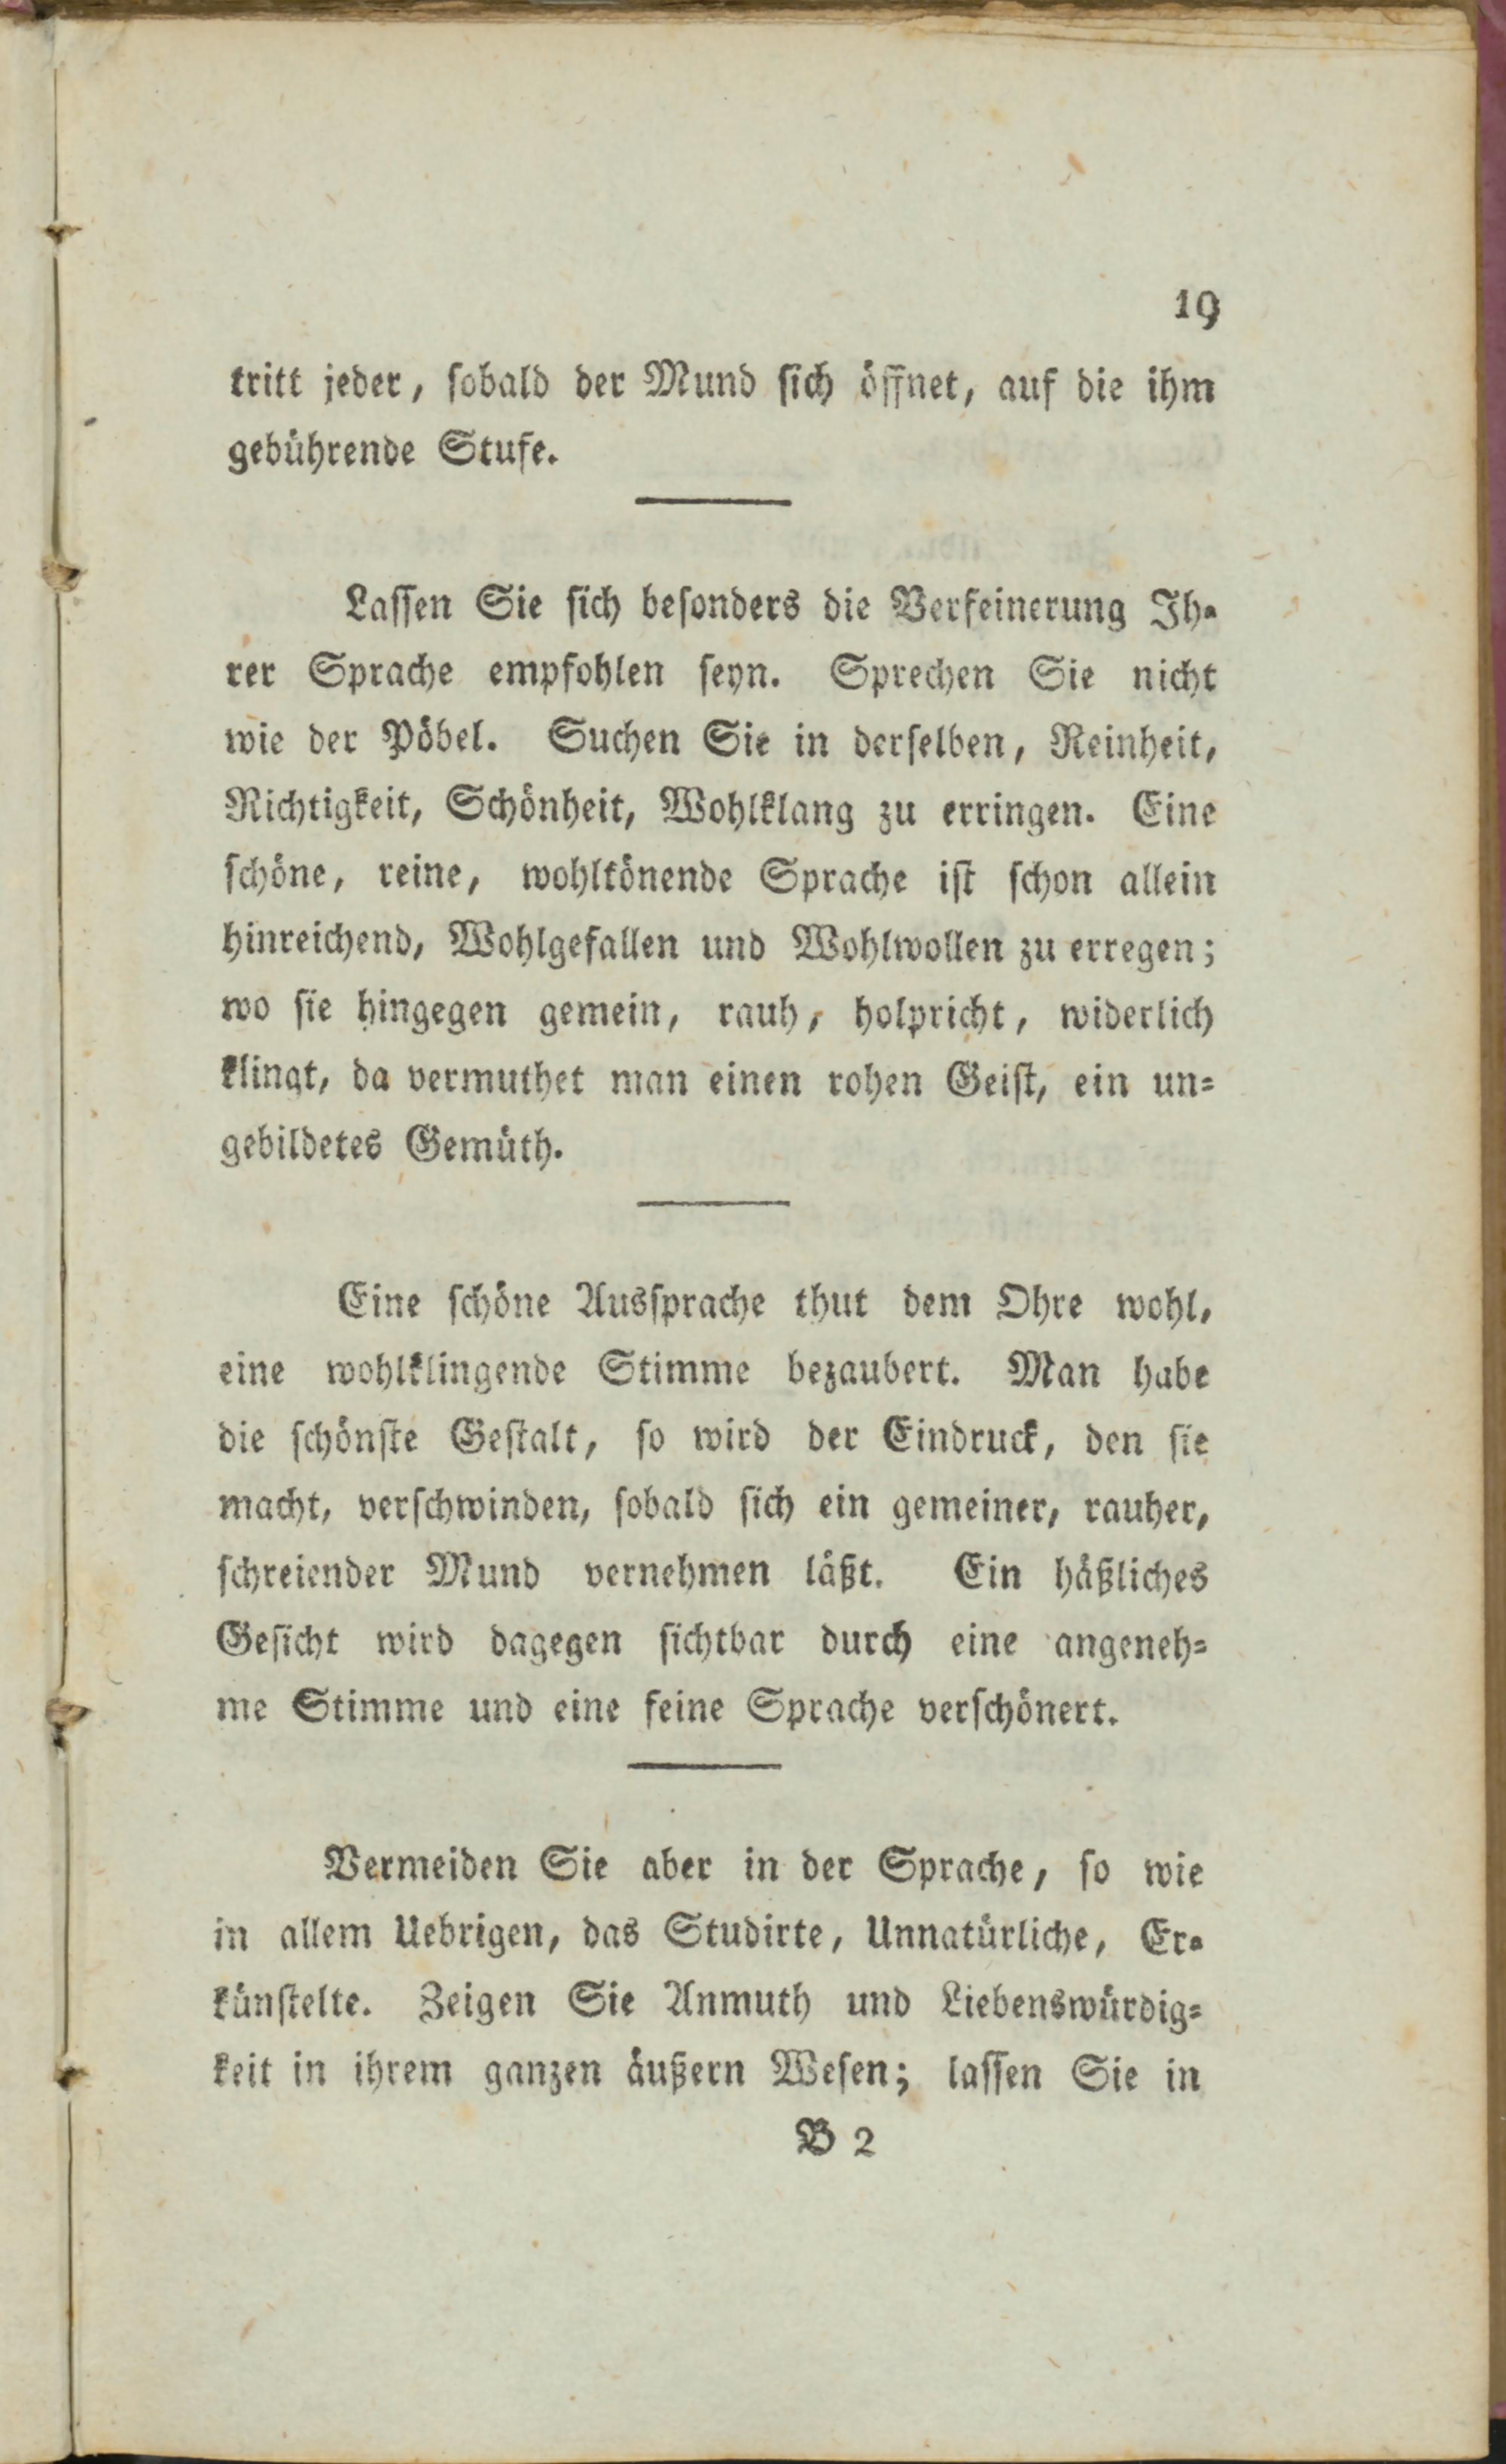 19
tritt jeder, ſobald der Mund ſich öffnet, auf die ihm
gebührende Stufe.
Laſſen Sie ſich beſonders die Verfeinerung Ih⸗
rer Sprache empfohlen ſeyn. Sprechen Sie nicht
wie der Pöbel. Suchen Sie in derſelben, Reinheit,
Richtigkeit, Schönheit, Wohlklang zu erringen. Eine
ſchöne, reine, wohltönende Sprache iſt ſchon allein
hinreichend, Wohlgefallen und Wohlwollen zu erregen;
wo ſie hingegen gemein, rauh, holpricht, widerlich
klingt, da vermuthet man einen rohen Geiſt, ein un⸗
gebildetes Gemüth.
Eine ſchöne Ausſprache thut dem Ohre wohl,
eine wohlklingende Stimme bezaubert. Man habe
die ſchönſte Geſtalt, ſo wird der Eindruck, den ſie
macht, verſchwinden, ſobald ſich ein gemeiner, rauher,
ſchreiender Mund vernehmen läßt. Ein häßliches
Geſicht wird dagegen ſichtbar durch eine angeneh⸗
me Stimme und eine feine Sprache verſchönert.
Vermeiden Sie aber in der Sprache, ſo wie
in allem Uebrigen, das Studirte, Unnatürliche, Er⸗
künſtelte. Zeigen Sie Anmuth und Liebenswürdig⸗
keit in ihrem ganzen äußern Weſen; laſſen Sie in
B 2